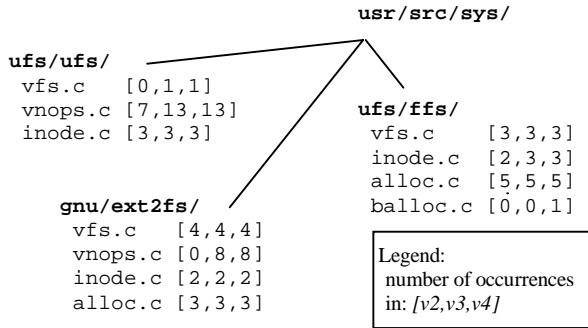 usr/src/sys/
ufs/ufs/
vfs.c [0,1,1]
vnops.c [7,13,13]
inode.c [3,3,3]
ufs/ffs/
vfs.c [3,3,3]
inode.c [2,3,3]
alloc.c [5,5,5]
balloc.c [0,0,1]
gnu/ext2fs/
vfs.c [4,4,4]
vnops.c [0,8,8]
inode.c [2,2,2]
alloc.c [3,3,3]
Legend:
number of occurrences
in: [v2,v3,v4]